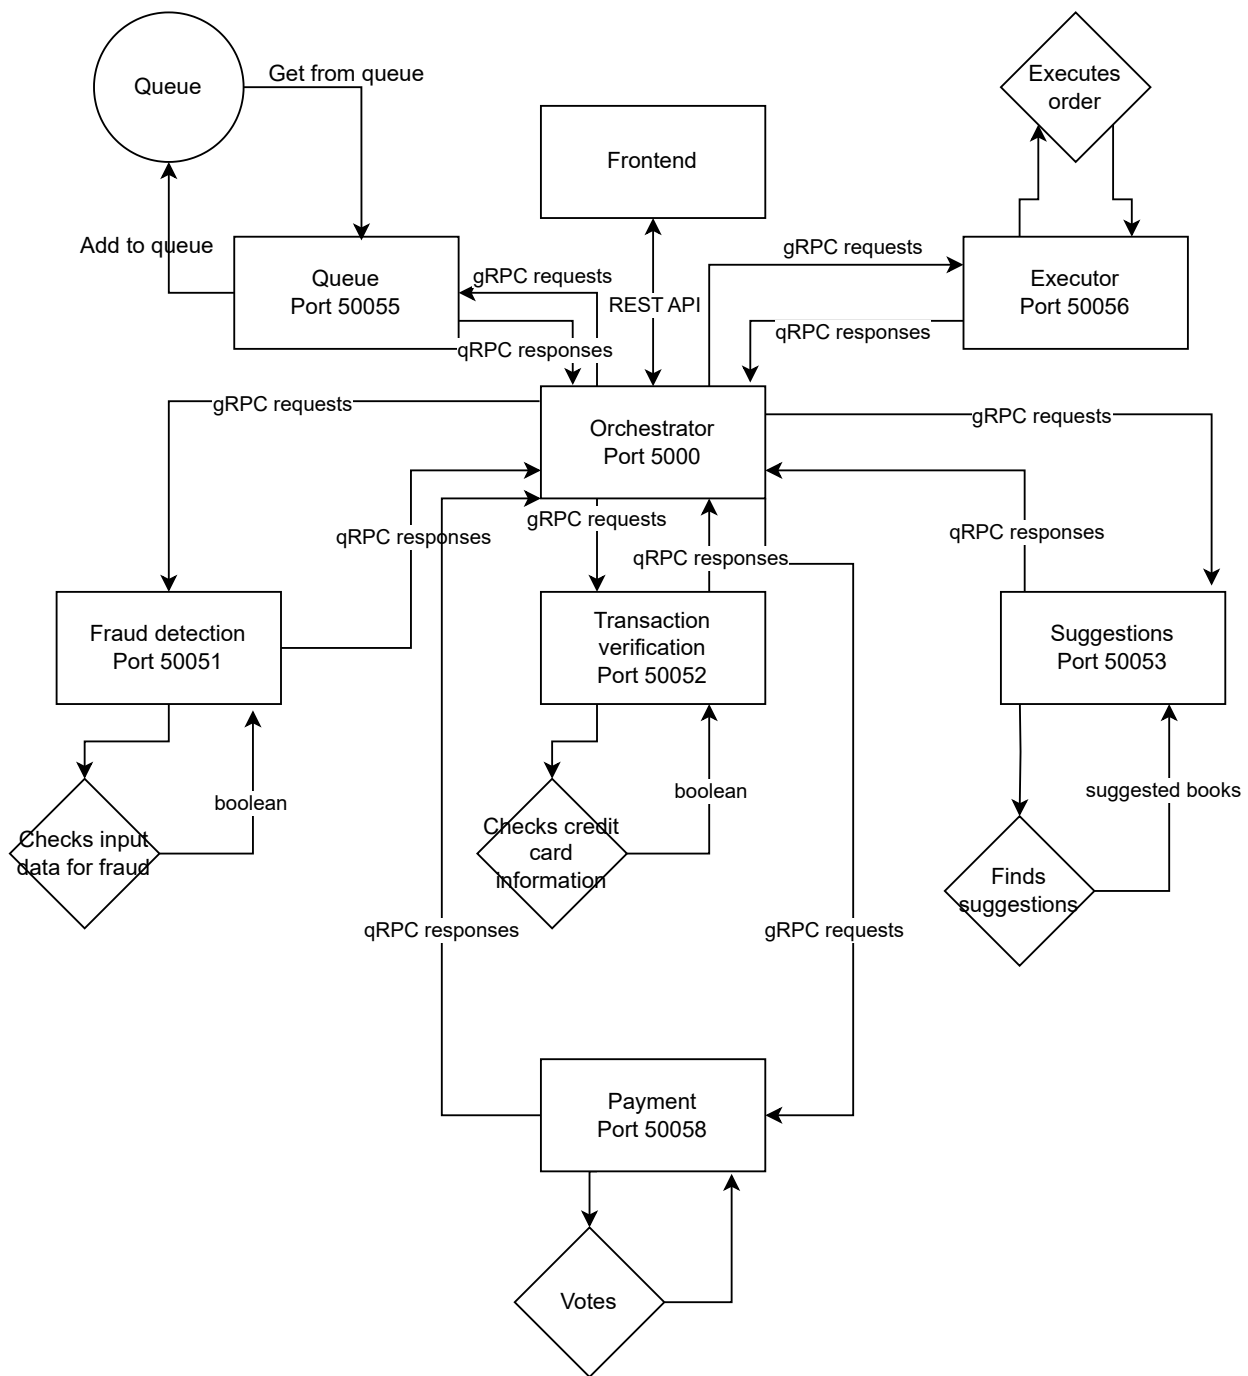 Get from queue
Queue
Executes
order
Frontend
Add to queue
gRPC requests
Queue
Port 50055
gRPC requests
Executor
Port 50056
REST API
qRPC responses
qRPC responses
gRPC requests
Orchestrator
Port 5000
gRPC requests
gRPC requests
qRPC responses
qRPC responses
qRPC responses
Fraud detection
Port 50051
Transaction
verification
Port 50052
Suggestions
Port 50053
boolean
boolean
suggested books
Checks input
data for fraud
Checks credit
card
information
Finds
suggestions
qRPC responses
gRPC requests
Payment
Port 50058
Votes